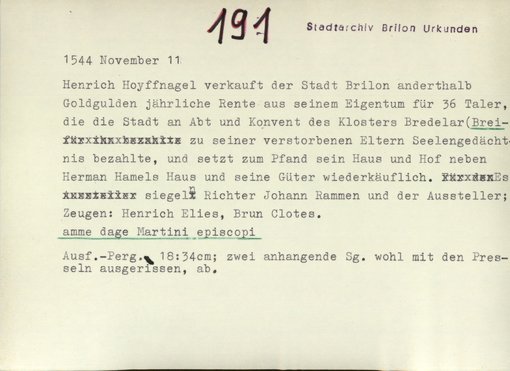 191
Stadtarchiv Brilon Urkunden
1544 November 11
Henrich Hoyffnagel verkauft der Stadt Brilon anderthalb
Goldgulden jährliche Rente aus seinem Eigentum für 36 Taler,
die die Stadt an Abt und Konvent des Klosters Bredelar(Brei-
zu seiner verstorbenen Eltern Seelengedächt-
nis bezahlte, und setzt zum Pfand sein Haus und Hof neben
Herman Hamels Haus und seine Güter wiederkäuflich. Es
siegeln Richter Johann Rammen und der Aussteller;
Zeugen: Henrich Elies, Brun Clotes.
amme dage Martini episcopi
Ausf.-Perg. 18:34cm; zwei anhangende Sg. wohl mit den Pres-
seln ausgerissen, ab.